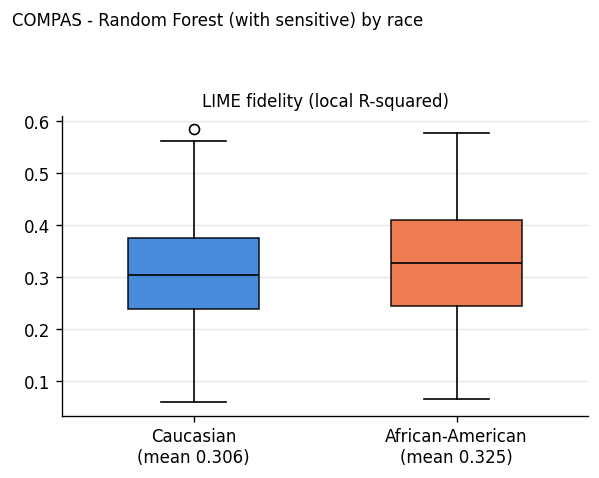 COMPAS - Random Forest (with sensitive) by race
LIME fidelity (local R-squared)
0.6
0.5
0.4
0.3
0.2
0.1
Caucasian
(mean 0.306)
African-American
(mean 0.325)